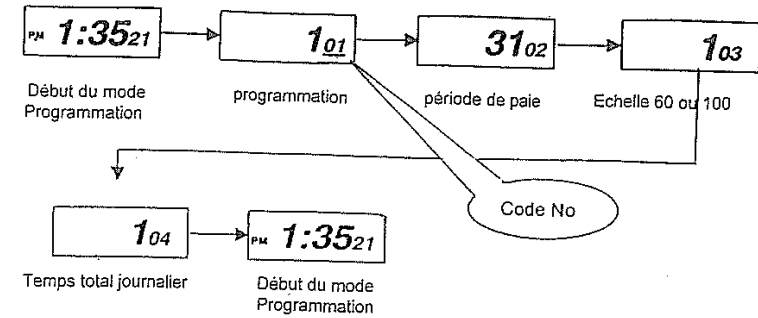 PM 1:35 21
1 01
31 02
1 03
Début du mode
Programmation
programmation
période de paie
Echelle 60 ou 100
Code No
1 04
PM 1:35 21
Temps total journalier
Début du mode
Programmation